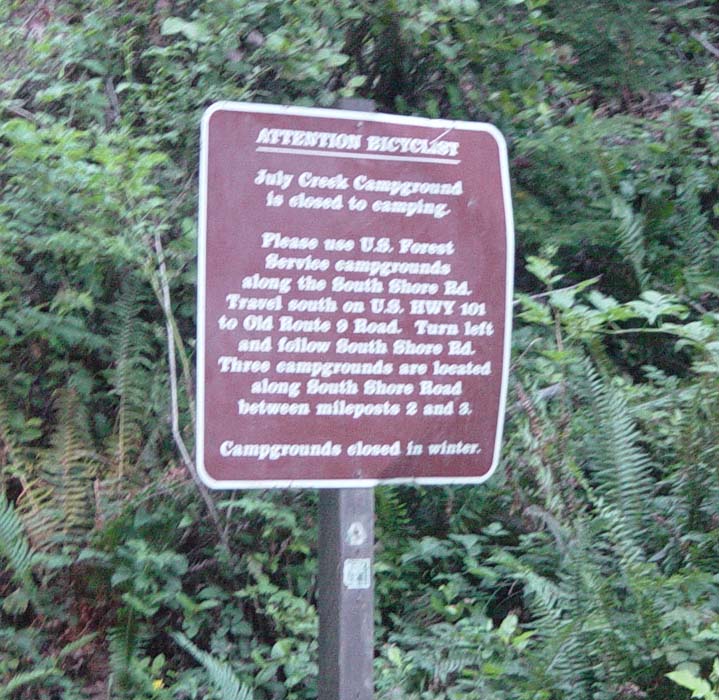 ATTENTION BICYCLIST
July Creek Campground
is closed to camping.
Please use U.S. Forest
Service campgrounds
along the South Shore Rd.
Travel south on U.S. HWY 101
to Old Route 9 Road. Turn left
and follow South Shore Rd.
Three campgrounds are located
along South Shore Road
between mileposts 2 and 3.
Campgrounds closed in winter.